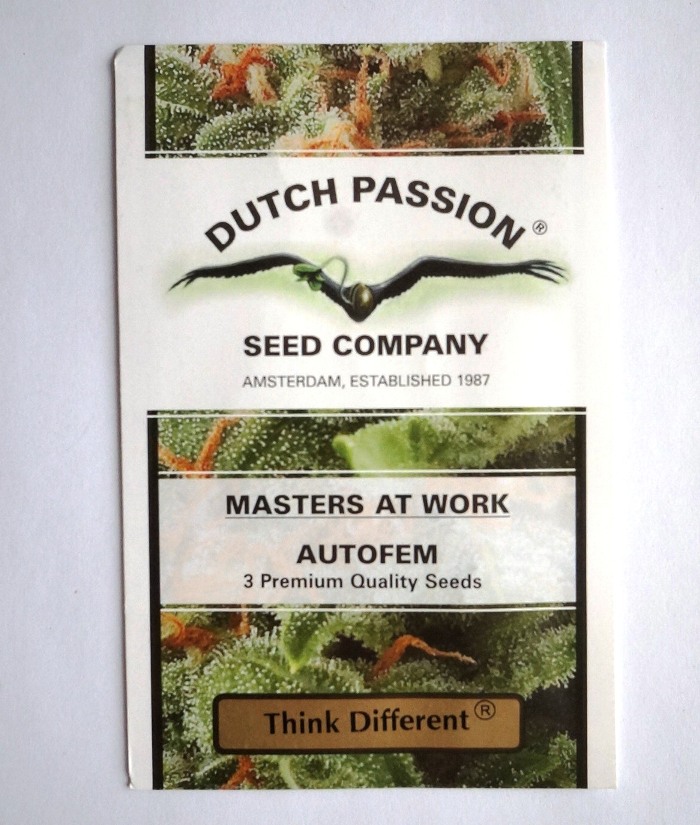 DUTCH PASSION®
SEED COMPANY
AMSTERDAM, ESTABLISHED 1987
MASTERS AT WORK
AUTOFEM
3 Premium Quality Seeds
Think Different®